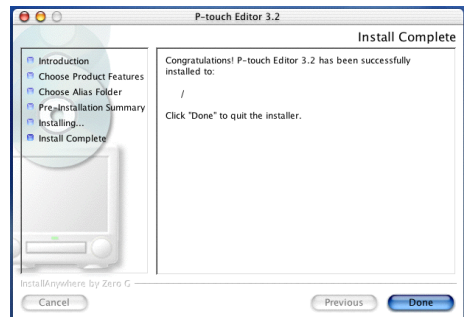 P-touch Editor 3.2
Install Complete
Introduction
Choose Product Features
Choose Alias Folder
Pre-Installation Summary
Installing...
Install Complete
Congratulations! P-touch Editor 3.2 has been successfully
installed to:
/
Click "Done" to quit the installer.
InstallAnywhere by Zero G
Cancel
Previous
Done